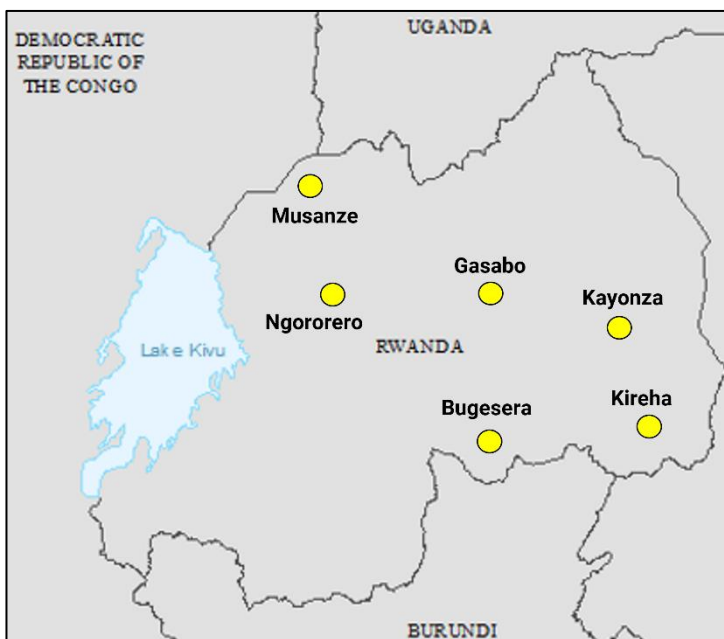 DEMOCRATIC
REPUBLIC OF
THE CONGO
UGANDA
Musanze
Gasabo
Ngororero
Kayonza
Lake Kivu
RWANDA
Bugesera
Kireha
BURUNDI